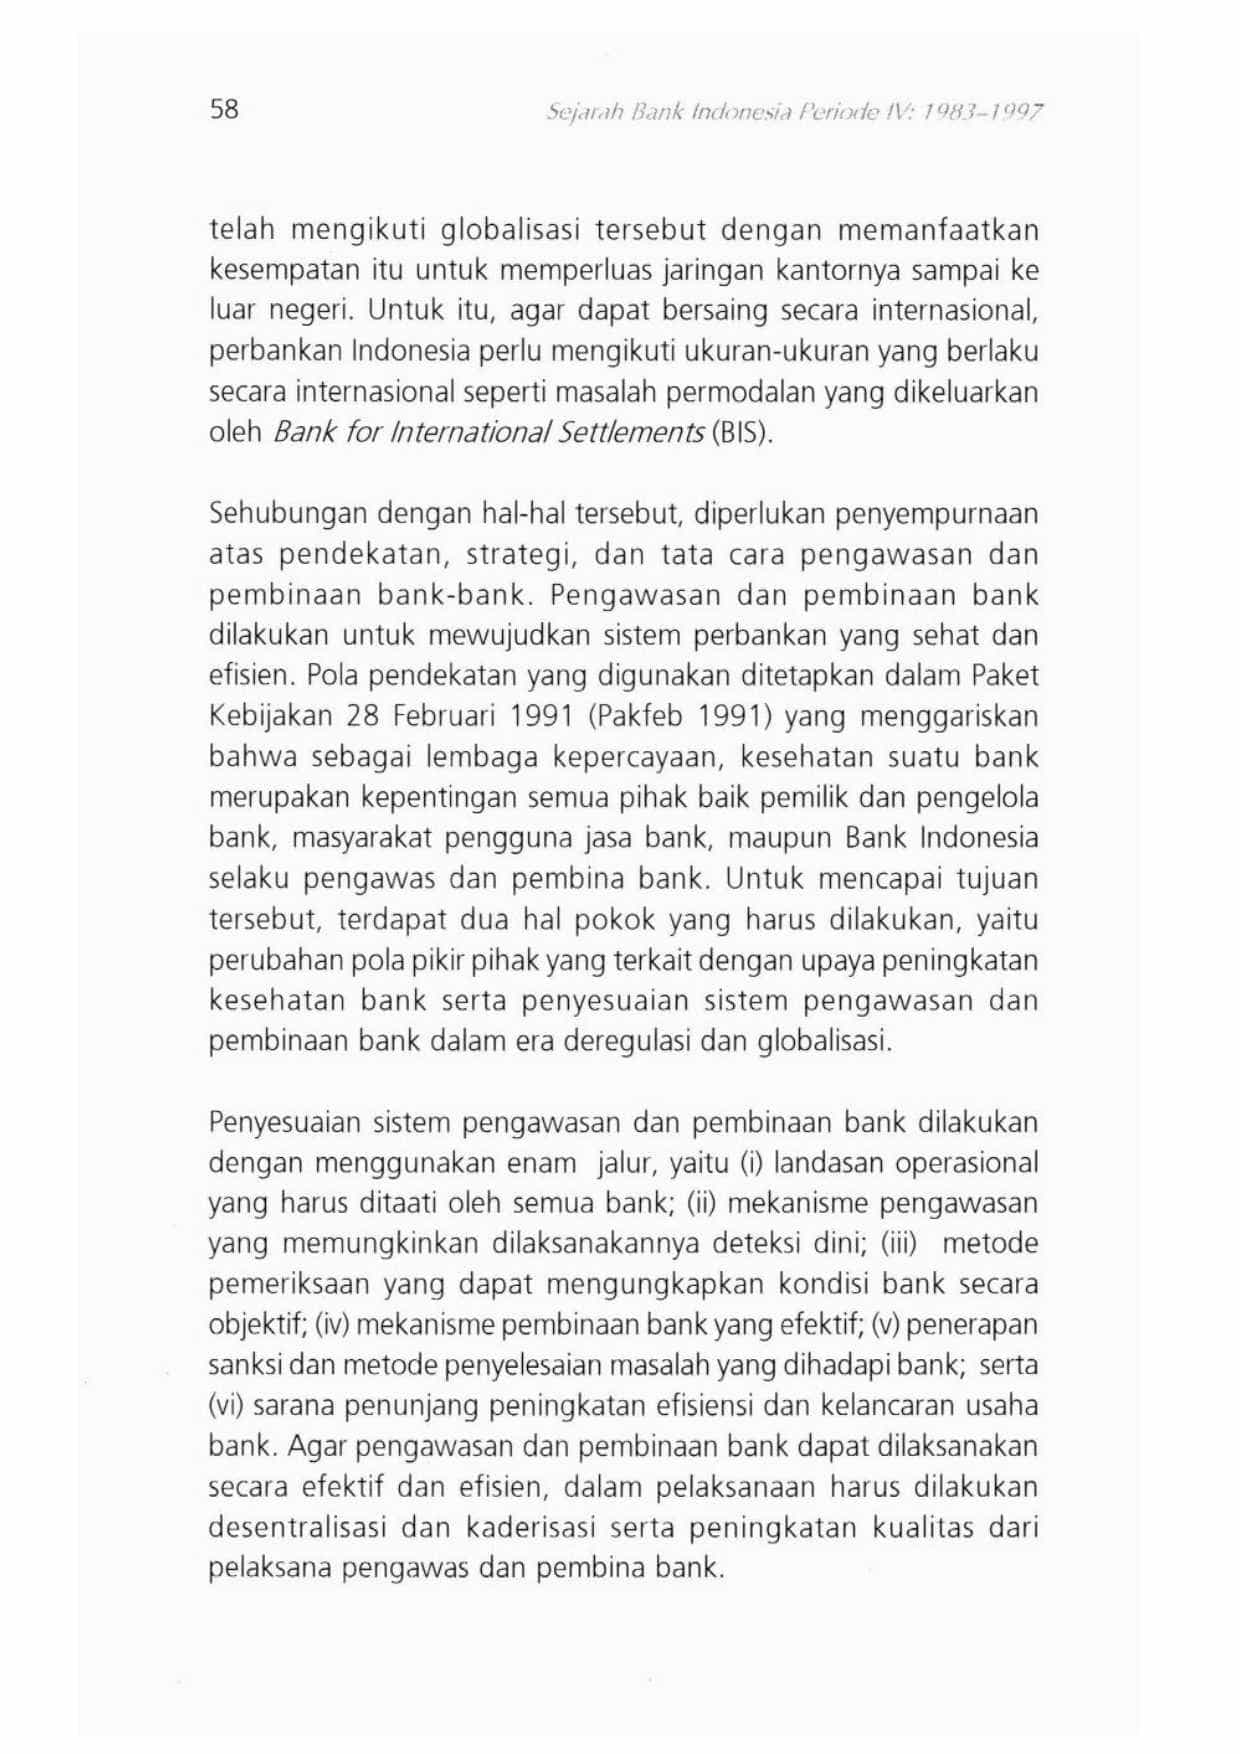 58
Sejarah Bank Indonesia Periode IV: 1983–1997
telah mengikuti globalisasi tersebut dengan memanfaatkan
kesempatan itu untuk memperluas jaringan kantornya sampai ke
luar negeri. Untuk itu, agar dapat bersaing secara internasional,
perbankan Indonesia perlu mengikuti ukuran-ukuran yang berlaku
secara internasional seperti masalah permodalan yang dikeluarkan
oleh Bank for International Settlements (BIS).
Sehubungan dengan hal-hal tersebut, diperlukan penyempurnaan
atas pendekatan, strategi, dan tata cara pengawasan dan
pembinaan bank-bank. Pengawasan dan pembinaan bank
dilakukan untuk mewujudkan sistem perbankan yang sehat dan
efisien. Pola pendekatan yang digunakan ditetapkan dalam Paket
Kebijakan 28 Februari 1991 (Pakfeb 1991) yang menggariskan
bahwa sebagai lembaga kepercayaan, kesehatan suatu bank
merupakan kepentingan semua pihak baik pemilik dan pengelola
bank, masyarakat pengguna jasa bank, maupun Bank Indonesia
selaku pengawas dan pembina bank. Untuk mencapai tujuan
tersebut, terdapat dua hal pokok yang harus dilakukan, yaitu
perubahan pola pikir pihak yang terkait dengan upaya peningkatan
kesehatan bank serta penyesuaian sistem pengawasan dan
pembinaan bank dalam era deregulasi dan globalisasi.
Penyesuaian sistem pengawasan dan pembinaan bank dilakukan
dengan menggunakan enam jalur, yaitu (i) landasan operasional
yang harus ditaati oleh semua bank; (ii) mekanisme pengawasan
yang memungkinkan dilaksanakannya deteksi dini; (iii) metode
pemeriksaan yang dapat mengungkapkan kondisi bank secara
objektif; (iv) mekanisme pembinaan bank yang efektif; (v) penerapan
sanksi dan metode penyelesaian masalah yang dihadapi bank; serta
(vi) sarana penunjang peningkatan efisiensi dan kelancaran usaha
bank. Agar pengawasan dan pembinaan bank dapat dilaksanakan
secara efektif dan efisien, dalam pelaksanaan harus dilakukan
desentralisasi dan kaderisasi serta peningkatan kualitas dari
pelaksana pengawas dan pembina bank.